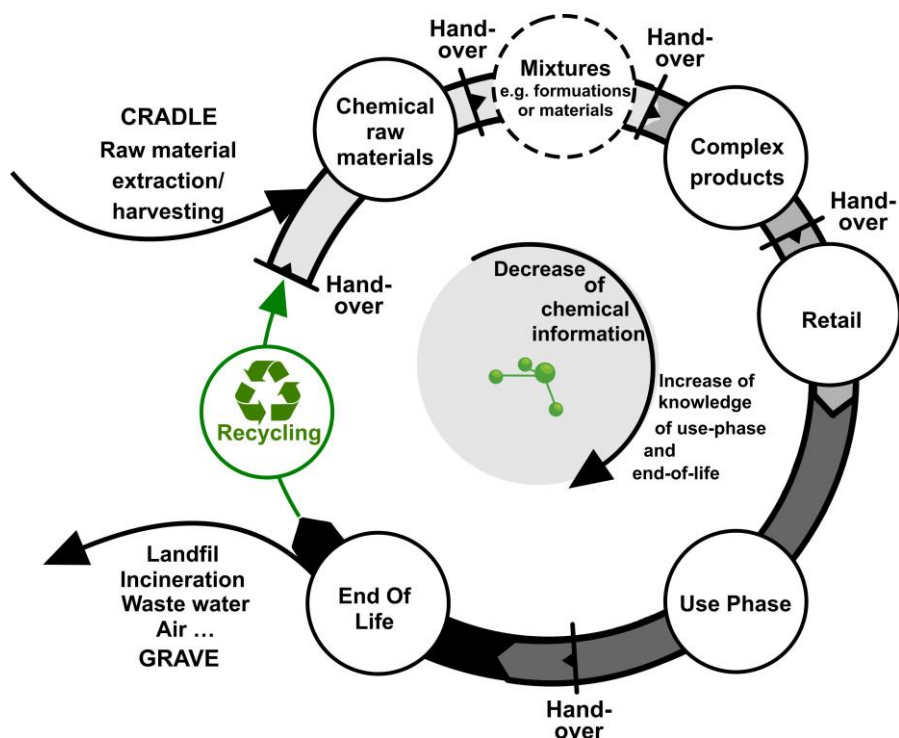 Hand-
over
Mixtures
e.g. formuations
or materials
Hand-
over
Chemical
raw
materials
CRADLE
Raw material
extraction/
harvesting
Complex
products
Hand-
over
Hand-
over
Decrease
of
chemical
information
Retail
Increase of
knowledge
of use-phase
and
end-of-life
Recycling
Landfil
Incineration
Waste water
Air ...
GRAVE
End Of
Life
Use Phase
Hand-
over